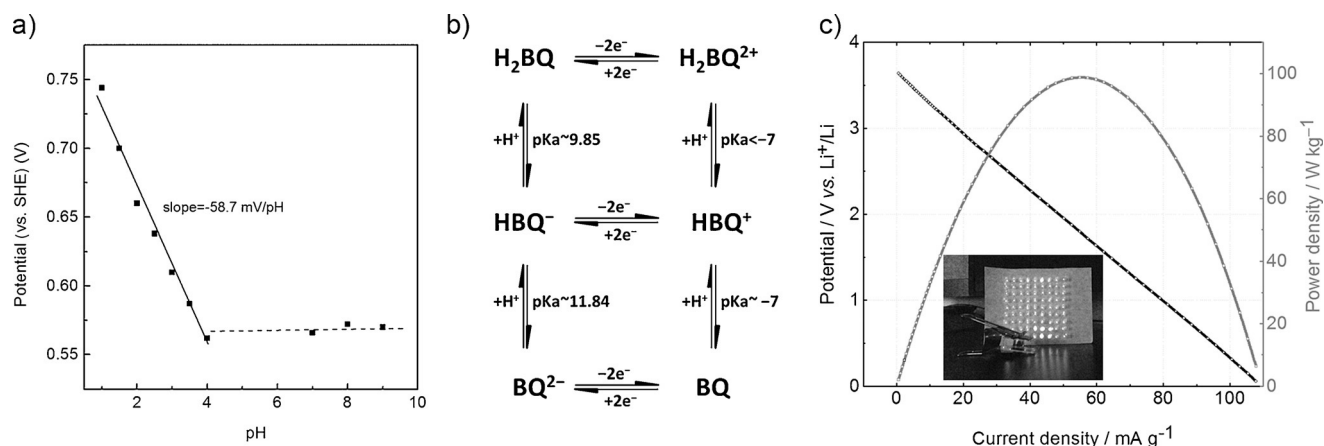 a)
0.75
0.70
0.65
0.60
0.55
Potential (vs. SHE) (V)
slope=-58.7 mV/pH
2
4
6
8
10
pH
b)
H₂BQ
−2e⁻
+2e⁻
H₂BQ²⁺
+H⁺
pKa~9.85
+H⁺
pKa<−7
HBQ⁻
−2e⁻
+2e⁻
HBQ⁺
+H⁺
pKa~11.84
+H⁺
pKa~ −7
BQ²⁻
−2e⁻
+2e⁻
BQ
c)
4
3
2
1
0
Potential / V vs. Li⁺/Li
0
20
40
60
80
100
Current density / mA g⁻¹
100
80
60
40
20
0
Power density / W kg⁻¹